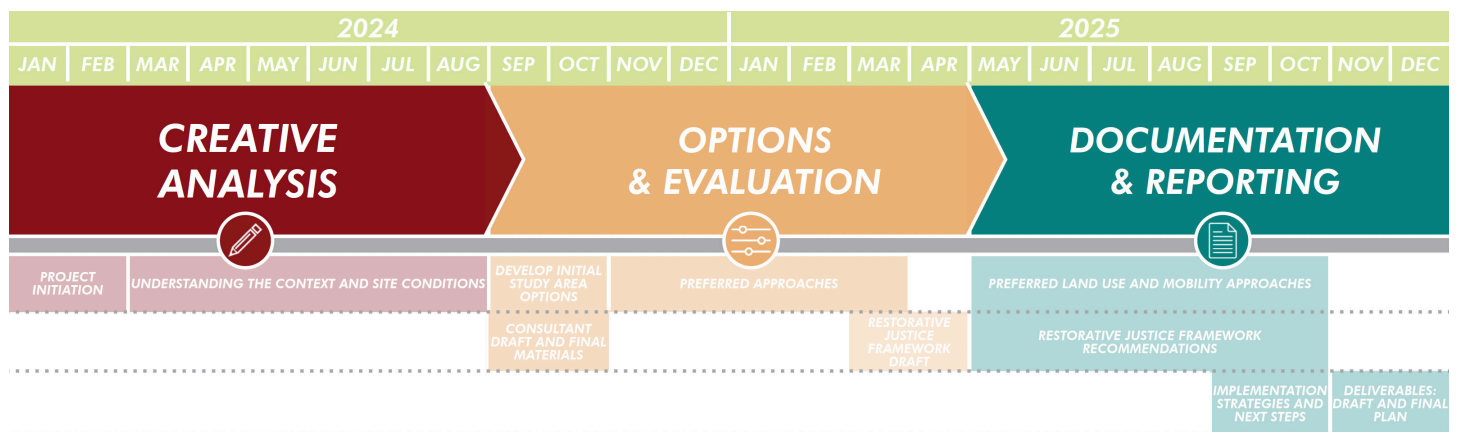 2024 2025
JAN FEB MAR APR MAY JUN JUL AUG SEP OCT NOV DEC JAN FEB MAR APR MAY JUN JUL AUG SEP OCT NOV DEC
CREATIVE
ANALYSIS
OPTIONS
& EVALUATION
DOCUMENTATION
& REPORTING
PROJECT
INITIATION
UNDERSTANDING THE CONTEXT AND SITE CONDITIONS
DEVELOP INITIAL
STUDY AREA
OPTIONS
PREFERRED APPROACHES
PREFERRED LAND USE AND MOBILITY APPROACHES
CONSULTANT
DRAFT AND FINAL
MATERIALS
RESTORATIVE
JUSTICE
FRAMEWORK
DRAFT
RESTORATIVE JUSTICE FRAMEWORK
RECOMMENDATIONS
IMPLEMENTATION
STRATEGIES AND
NEXT STEPS
DELIVERABLES:
DRAFT AND FINAL
PLAN